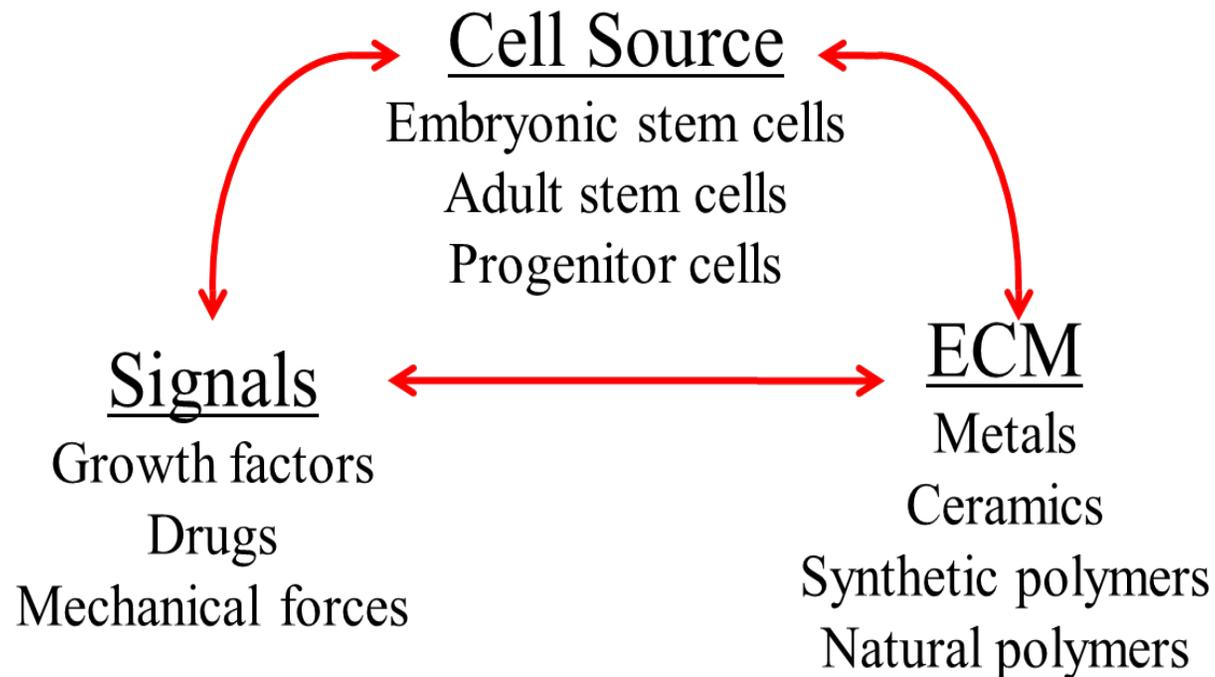 Cell Source
Embryonic stem cells
Adult stem cells
Progenitor cells
Signals
Growth factors
Drugs
Mechanical forces
ECM
Metals
Ceramics
Synthetic polymers
Natural polymers